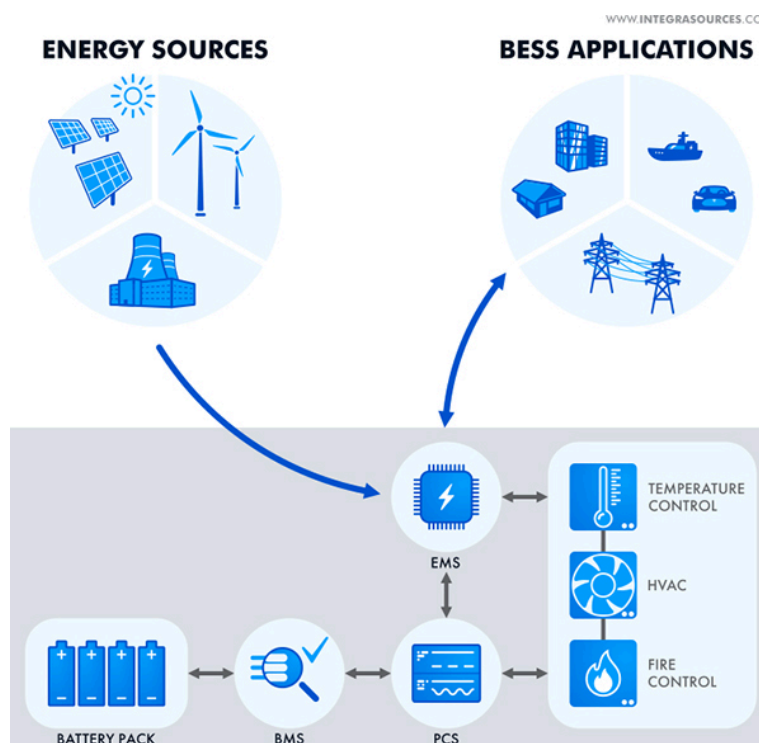 WWW.INTEGRASOURCES.CO
ENERGY SOURCES
BESS APPLICATIONS
EMS
TEMPERATURE
CONTROL
HVAC
FIRE
CONTROL
BATTERY PACK
BMS
PCS